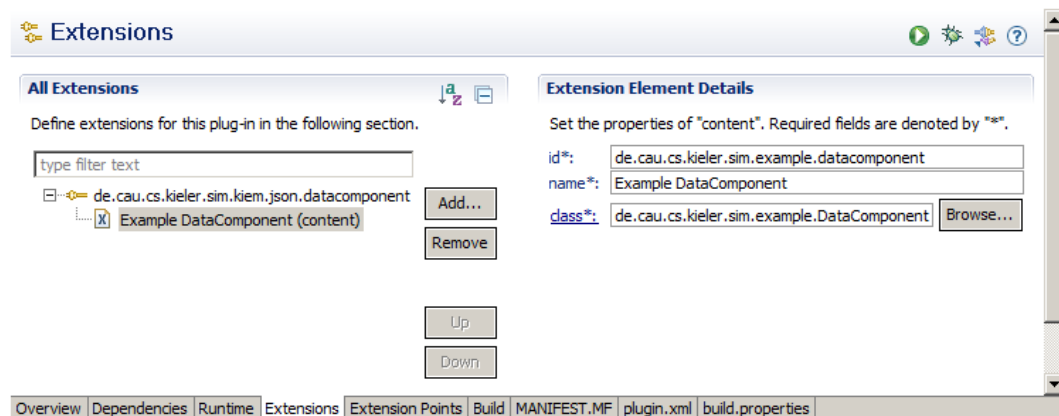 Extensions
All Extensions
Define extensions for this plug-in in the following section.
type filter text
de.cau.cs.kieler.sim.kiem.json.datacomponent
Example DataComponent (content)
Add...
Remove
Up
Down
Extension Element Details
Set the properties of "content". Required fields are denoted by "*".
id*: de.cau.cs.kieler.sim.example.datacomponent
name*: Example DataComponent
class*: de.cau.cs.kieler.sim.example.DataComponent Browse...
Overview Dependencies Runtime Extensions Extension Points Build MANIFEST.MF plugin.xml build.properties